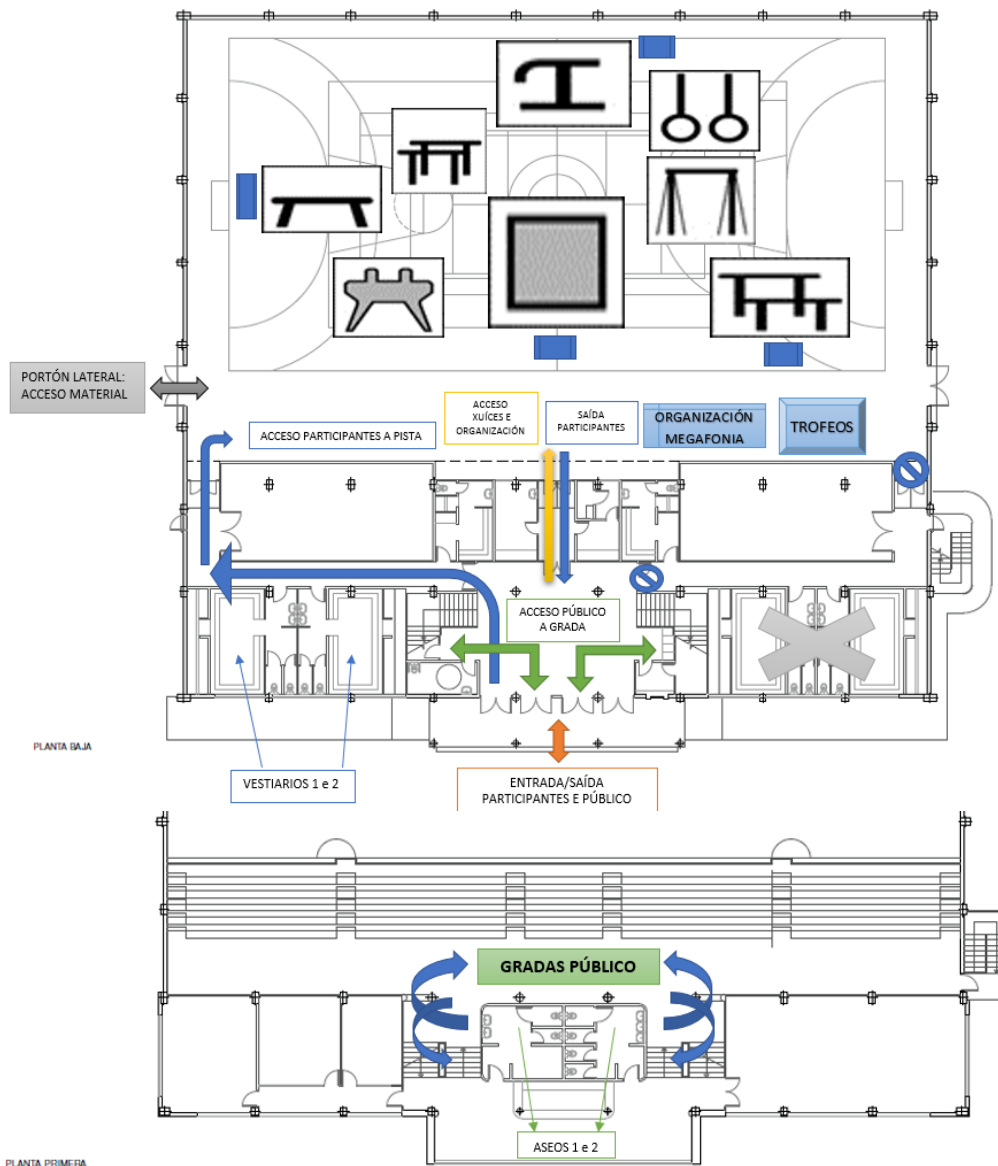 PORTÓN LATERAL:
ACCESO MATERIAL
ACCESO PARTICIPANTES A PISTA
ACCESO
XUÍCES E
ORGANIZACIÓN
SAÍDA
PARTICIPANTES
ORGANIZACIÓN
MEGAFONIA
TROFEOS
ACCESO PÚBLICO
A GRADA
PLANTA BAJA
VESTIARIOS 1 e 2
ENTRADA/SAÍDA
PARTICIPANTES E PÚBLICO
GRADAS PÚBLICO
ASEOS 1 e 2
PLANTA PRIMERA